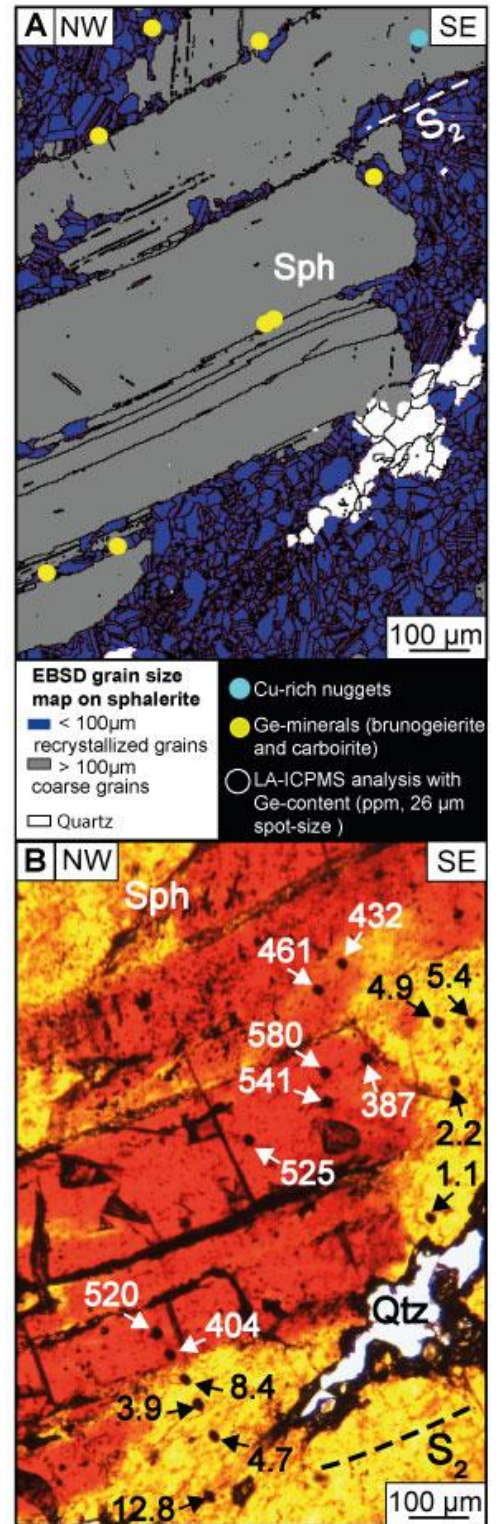 A NW SE
S2
Sph
100 µm
EBSD grain size
map on sphalerite
< 100µm
recrystallized grains
> 100µm
coarse grains
Quartz
Cu-rich nuggets
Ge-minerals (brunogeierite
and carboirite)
LA-ICPMS analysis with
Ge-content (ppm, 26 µm
spot-size )
B NW SE
Sph
432
461
4.9 5.4
580
541
387
2.2
525
1.1
520
404
Qtz
8.4
3.9
4.7
S2
12.8
100 µm